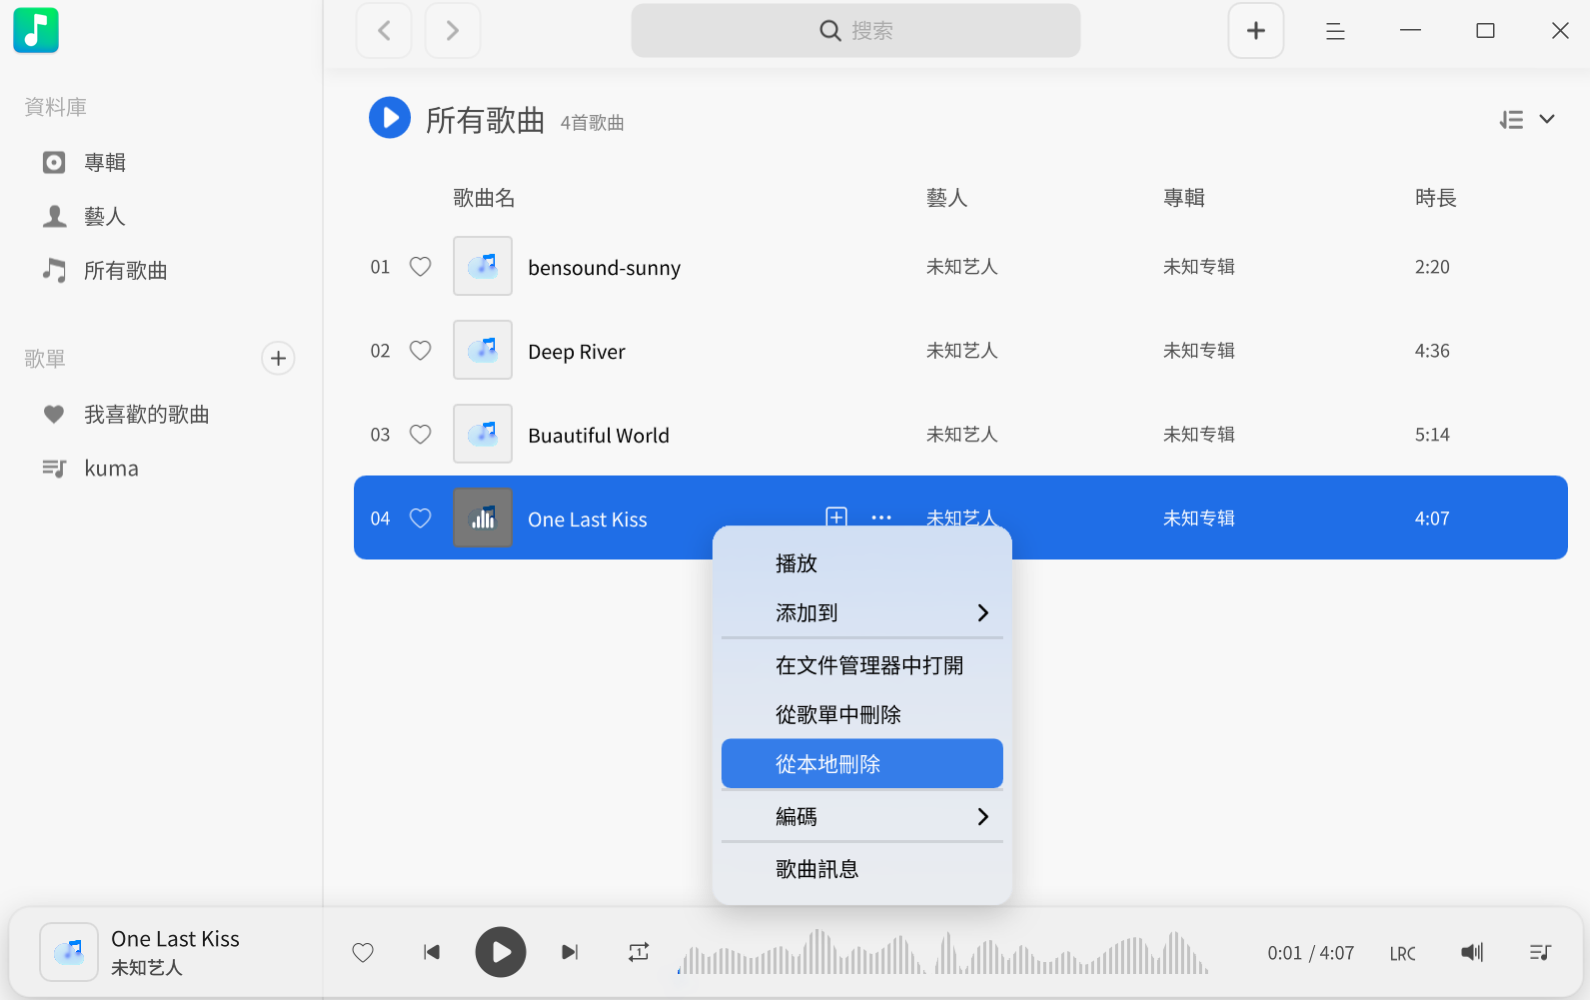 搜索
資料庫
專輯
藝人
所有歌曲
歌單
我喜歡的歌曲
kuma
所有歌曲 4首歌曲
歌曲名 藝人 專輯 時長
01 bensound-sunny 未知艺人 未知专辑 2:20
02 Deep River 未知艺人 未知专辑 4:36
03 Buautiful World 未知艺人 未知专辑 5:14
04 One Last Kiss 未知艺人 未知专辑 4:07
播放
添加到
在文件管理器中打開
從歌單中刪除
從本地刪除
編碼
歌曲訊息
One Last Kiss
未知艺人
1
0:01 / 4:07 LRC